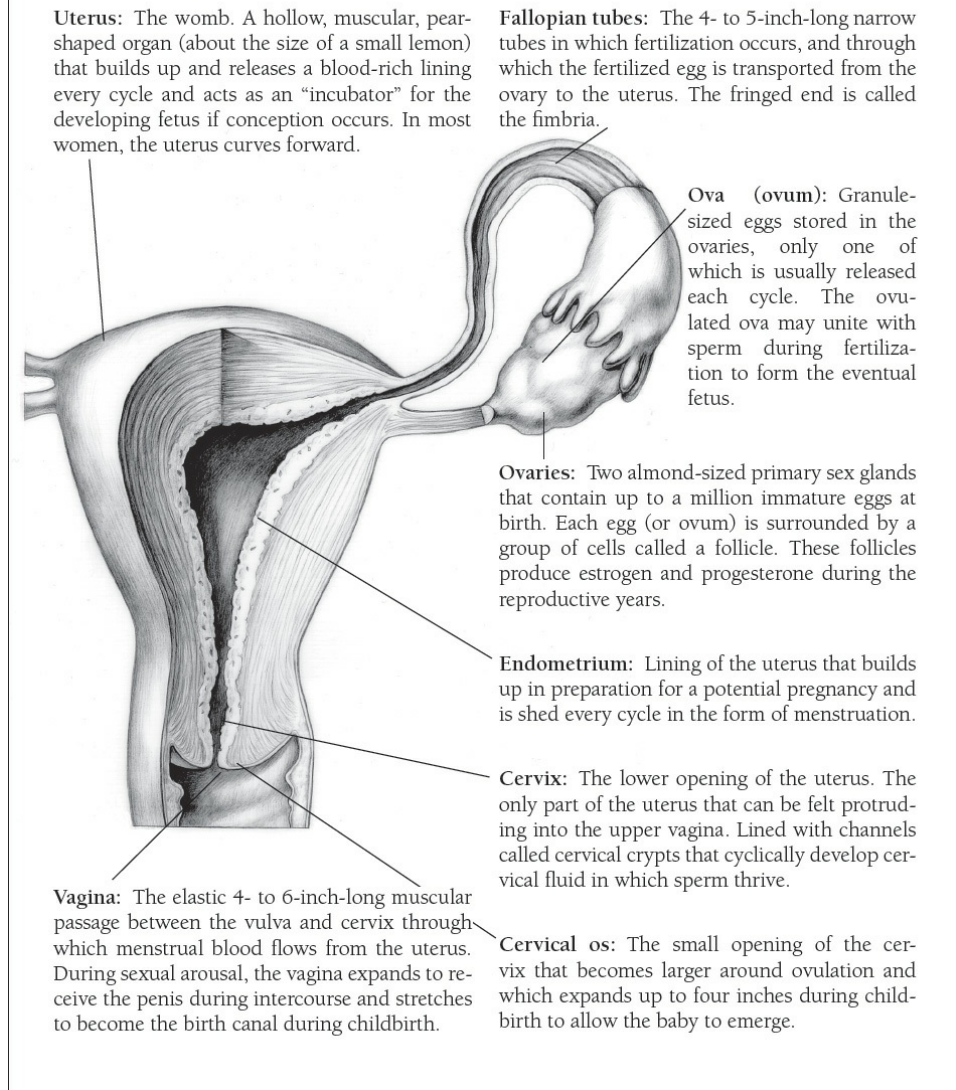 Uterus: The womb. A hollow, muscular, pear-
shaped organ (about the size of a small lemon)
that builds up and releases a blood-rich lining
every cycle and acts as an “incubator” for the
developing fetus if conception occurs. In most
women, the uterus curves forward.
Fallopian tubes: The 4- to 5-inch-long narrow
tubes in which fertilization occurs, and through
which the fertilized egg is transported from the
ovary to the uterus. The fringed end is called
the fimbria.
Ova (ovum): Granule-
sized eggs stored in the
ovaries, only one of
which is usually released
each cycle. The ovu-
lated ova may unite with
sperm during fertiliza-
tion to form the eventual
fetus.
Ovaries: Two almond-sized primary sex glands
that contain up to a million immature eggs at
birth. Each egg (or ovum) is surrounded by a
group of cells called a follicle. These follicles
produce estrogen and progesterone during the
reproductive years.
Endometrium: Lining of the uterus that builds
up in preparation for a potential pregnancy and
is shed every cycle in the form of menstruation.
Cervix: The lower opening of the uterus. The
only part of the uterus that can be felt protrud-
ing into the upper vagina. Lined with channels
called cervical crypts that cyclically develop cer-
vical fluid in which sperm thrive.
Vagina: The elastic 4- to 6-inch-long muscular
passage between the vulva and cervix through
which menstrual blood flows from the uterus.
During sexual arousal, the vagina expands to re-
ceive the penis during intercourse and stretches
to become the birth canal during childbirth.
Cervical os: The small opening of the cer-
vix that becomes larger around ovulation and
which expands up to four inches during child-
birth to allow the baby to emerge.